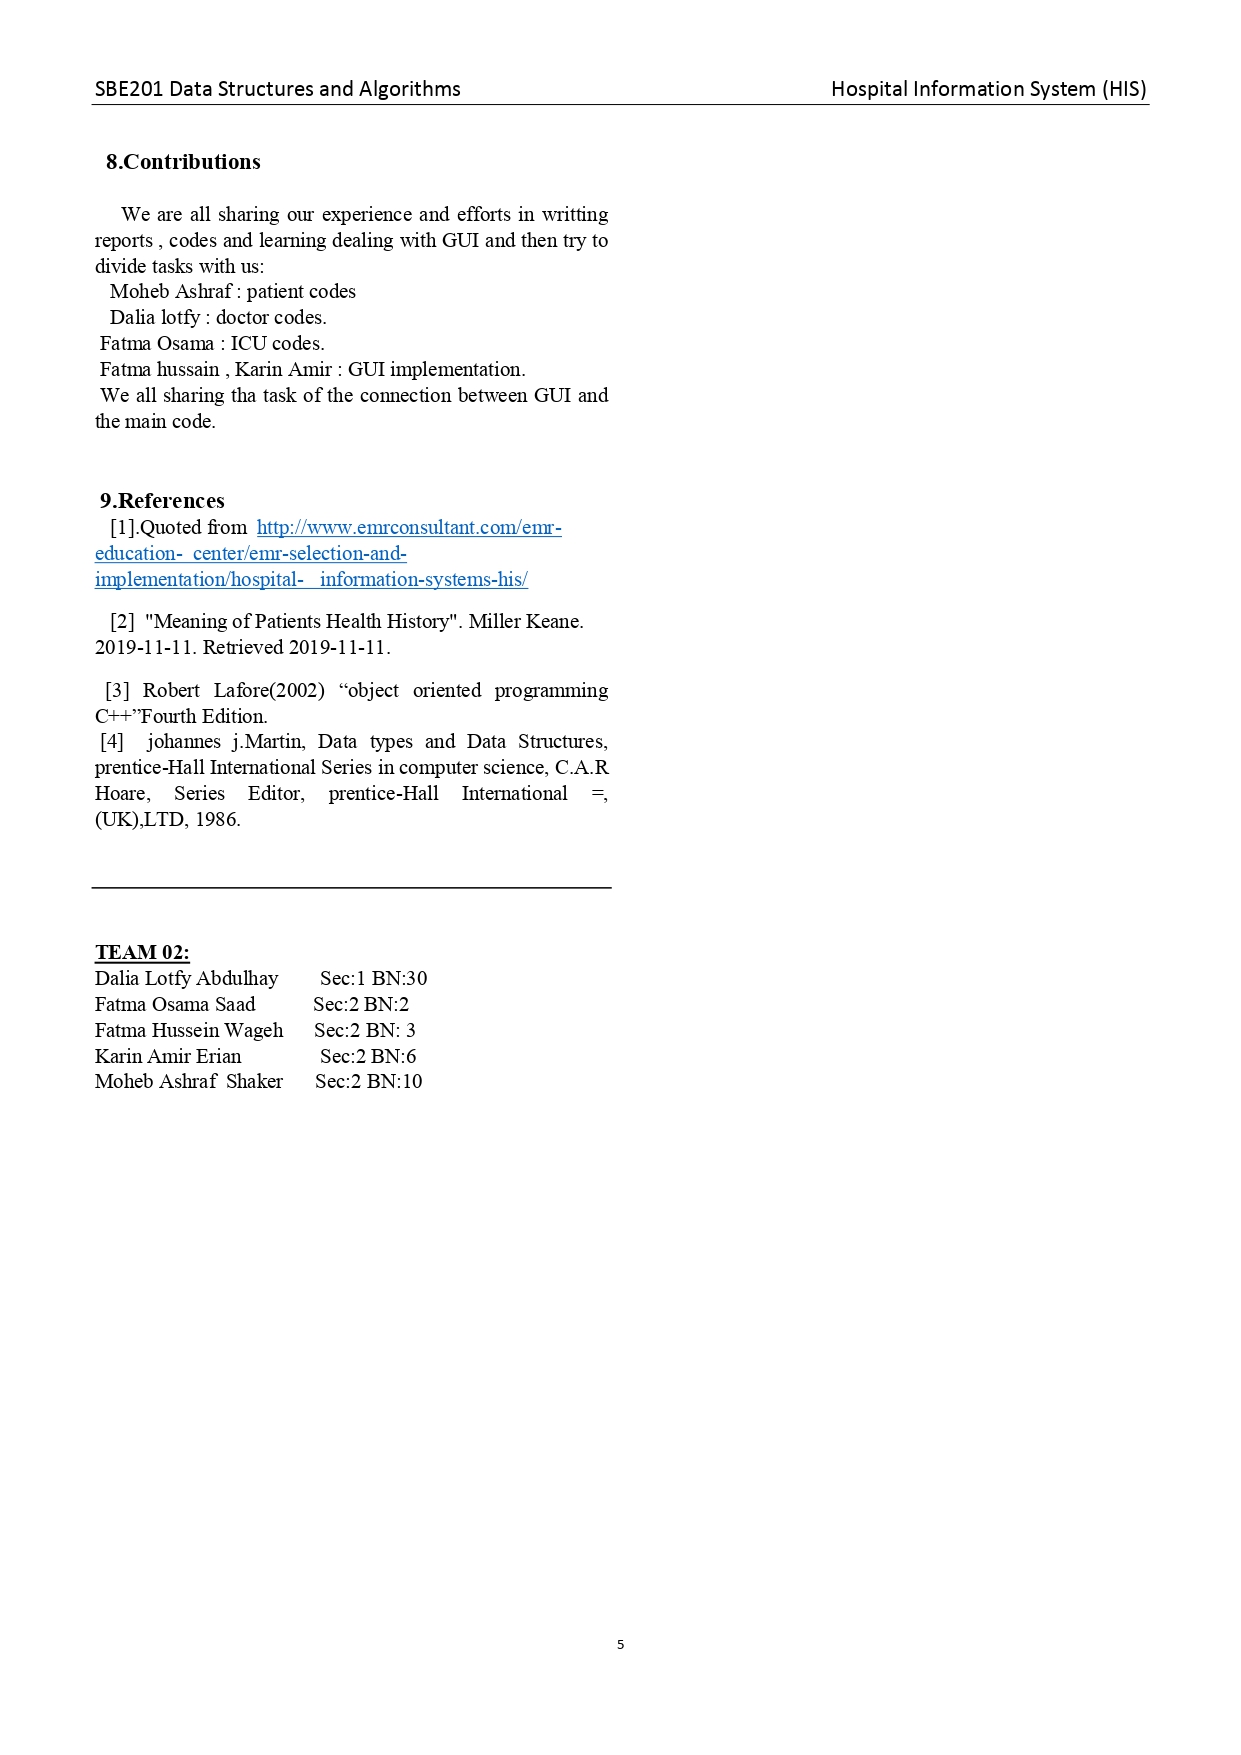 SBE201 Data Structures and Algorithms Hospital Information System (HIS)
8.Contributions
We are all sharing our experience and efforts in writting
reports , codes and learning dealing with GUI and then try to
divide tasks with us:
Moheb Ashraf : patient codes
Dalia lotfy : doctor codes.
Fatma Osama : ICU codes.
Fatma hussain , Karin Amir : GUI implementation.
We all sharing tha task of the connection between GUI and
the main code.
9.References
[1].Quoted from http://www.emrconsultant.com/emr-
education- center/emr-selection-and-
implementation/hospital- information-systems-his/
[2] "Meaning of Patients Health History". Miller Keane.
2019-11-11. Retrieved 2019-11-11.
[3] Robert Lafore(2002) “object oriented programming
C++”Fourth Edition.
[4] johannes j.Martin, Data types and Data Structures,
prentice-Hall International Series in computer science, C.A.R
Hoare, Series Editor, prentice-Hall International =,
(UK),LTD, 1986.
TEAM 02:
Dalia Lotfy Abdulhay Sec:1 BN:30
Fatma Osama Saad Sec:2 BN:2
Fatma Hussein Wageh Sec:2 BN: 3
Karin Amir Erian Sec:2 BN:6
Moheb Ashraf Shaker Sec:2 BN:10
5